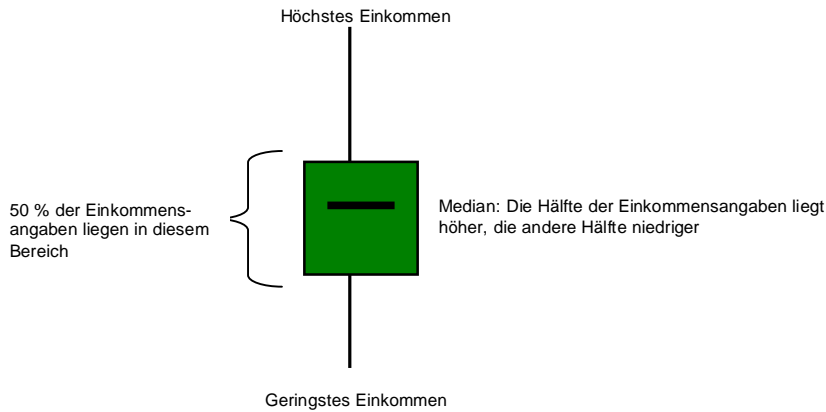 Höchstes Einkommen
50 % der Einkommens-
angaben liegen in diesem
Bereich
Median: Die Hälfte der Einkommensangaben liegt
höher, die andere Hälfte niedriger
Geringstes Einkommen